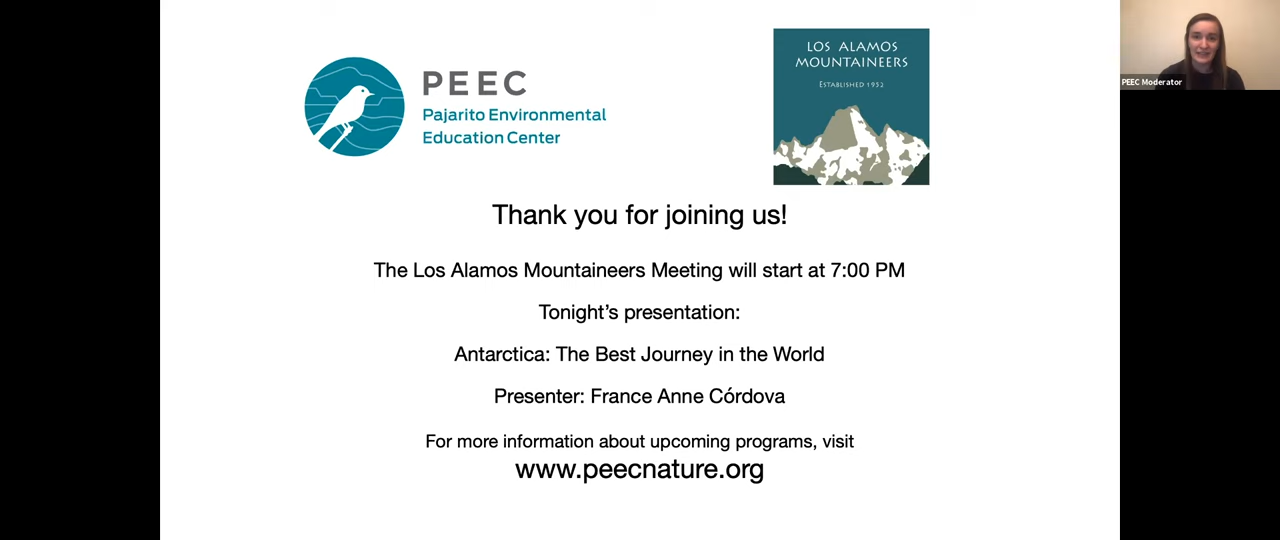 PEEC
Pajarito Environmental
Education Center
LOS ALAMOS
MOUNTAINEERS
ESTABLISHED 1952
PEEC Moderator
Thank you for joining us!
The Los Alamos Mountaineers Meeting will start at 7:00 PM
Tonight's presentation:
Antarctica: The Best Journey in the World
Presenter: France Anne Córdova
For more information about upcoming programs, visit
www.peecnature.org